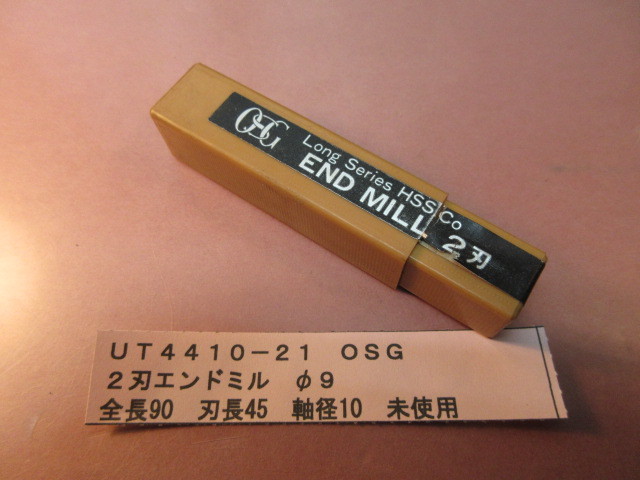 OSG
Long Series HSS Co
END MILL 2刃
UT4410-21 OSG
2刃エンドミル φ9
全長90 刃長45 軸径10 未使用